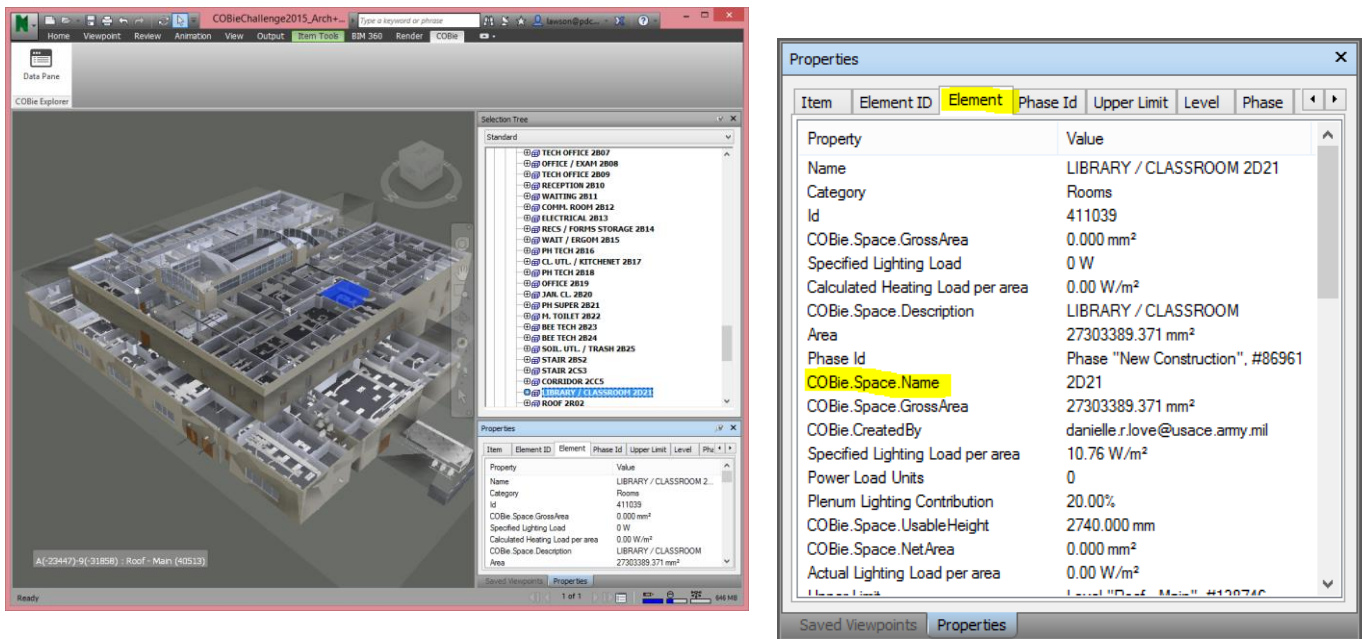 COBieChallenge2015_Arch+...
Type a keyword or phrase
lawson@pdc...
Home Viewpoint Review Animation View Output Item Tools BIM 360 Render COBie
Data Pane
COBie Explorer
Selection Tree
Standard
TECH OFFICE 2B07
OFFICE / EXAM 2B08
TECH OFFICE 2B09
RECEPTION 2B10
WAITING 2B11
COMM. ROOM 2B12
ELECTRICAL 2B13
RECS / FORMS STORAGE 2B14
WAIT / ERGOM 2B15
PH TECH 2B16
CL. UTL. / KITCHENET 2B17
PH TECH 2B18
OFFICE 2B19
JAN. CL. 2B20
PH SUPER 2B21
M. TOILET 2B22
BEE TECH 2B23
BEE TECH 2B24
SOIL. UTL. / TRASH 2B25
STAIR 2BS2
STAIR 2CS3
CORRIDOR 2CC5
LIBRARY / CLASSROOM 2D21
ROOF 2R02
Properties
Item Element ID Element Phase Id Upper Limit Level Pha
Property Value
Name LIBRARY / CLASSROOM 2...
Category Rooms
Id 411039
COBie.Space.GrossArea 0.000 mm²
Specified Lighting Load 0 W
Calculated Heating Load per area 0.00 W/m²
COBie.Space.Description LIBRARY / CLASSROOM
Area 27303389.371 mm²
Saved Viewpoints Properties
A(-23447)-9(-31858) : Roof - Main (40513)
Ready
1 of 1
646 MB
Properties
Item Element ID Element Phase Id Upper Limit Level Phase
Property Value
Name LIBRARY / CLASSROOM 2D21
Category Rooms
Id 411039
COBie.Space.GrossArea 0.000 mm²
Specified Lighting Load 0 W
Calculated Heating Load per area 0.00 W/m²
COBie.Space.Description LIBRARY / CLASSROOM
Area 27303389.371 mm²
Phase Id Phase "New Construction", #86961
COBie.Space.Name 2D21
COBie.Space.GrossArea 27303389.371 mm²
COBie.CreatedBy danielle.r.love@usace.army.mil
Specified Lighting Load per area 10.76 W/m²
Power Load Units 0
Plenum Lighting Contribution 20.00%
COBie.Space.UsableHeight 2740.000 mm
COBie.Space.NetArea 0.000 mm²
Actual Lighting Load per area 0.00 W/m²
Upper Limit Level "Roof - Main", #128746
Saved Viewpoints Properties